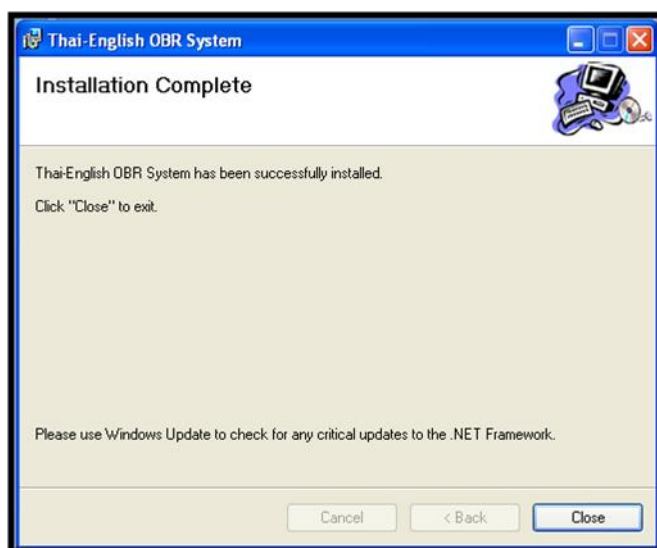 Thai-English OBR System
Installation Complete
Thai-English OBR System has been successfully installed.
Click "Close" to exit.
Please use Windows Update to check for any critical updates to the .NET Framework.
Cancel
< Back
Close